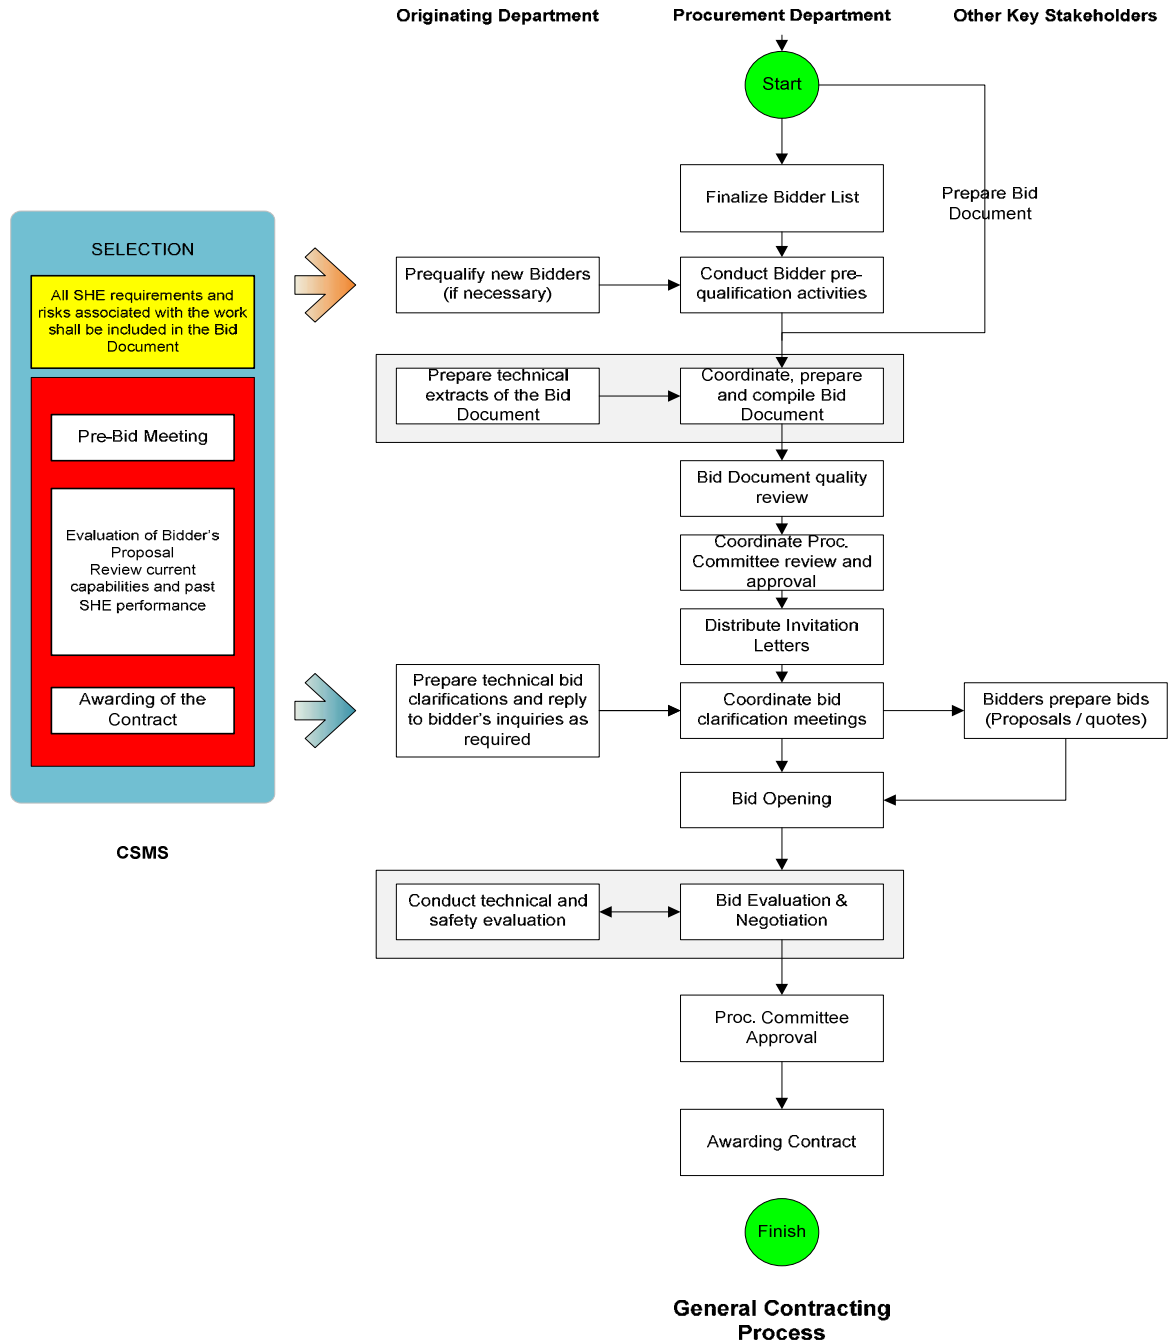 Originating Department
Procurement Department
Other Key Stakeholders
Start
Finalize Bidder List
Prepare Bid
Document
SELECTION
All SHE requirements and
risks associated with the work
shall be included in the Bid
Document
Prequalify new Bidders
(if necessary)
Conduct Bidder pre-
qualification activities
Prepare technical
extracts of the Bid
Document
Coordinate, prepare
and compile Bid
Document
Pre-Bid Meeting
Bid Document quality
review
Evaluation of Bidder's
Proposal
Review current
capabilities and past
SHE performance
Coordinate Proc.
Committee review and
approval
Distribute Invitation
Letters
Awarding of the
Contract
Prepare technical bid
clarifications and reply
to bidder's inquiries as
required
Coordinate bid
clarification meetings
Bidders prepare bids
(Proposals / quotes)
Bid Opening
CSMS
Conduct technical and
safety evaluation
Bid Evaluation &
Negotiation
Proc. Committee
Approval
Awarding Contract
Finish
General Contracting
Process